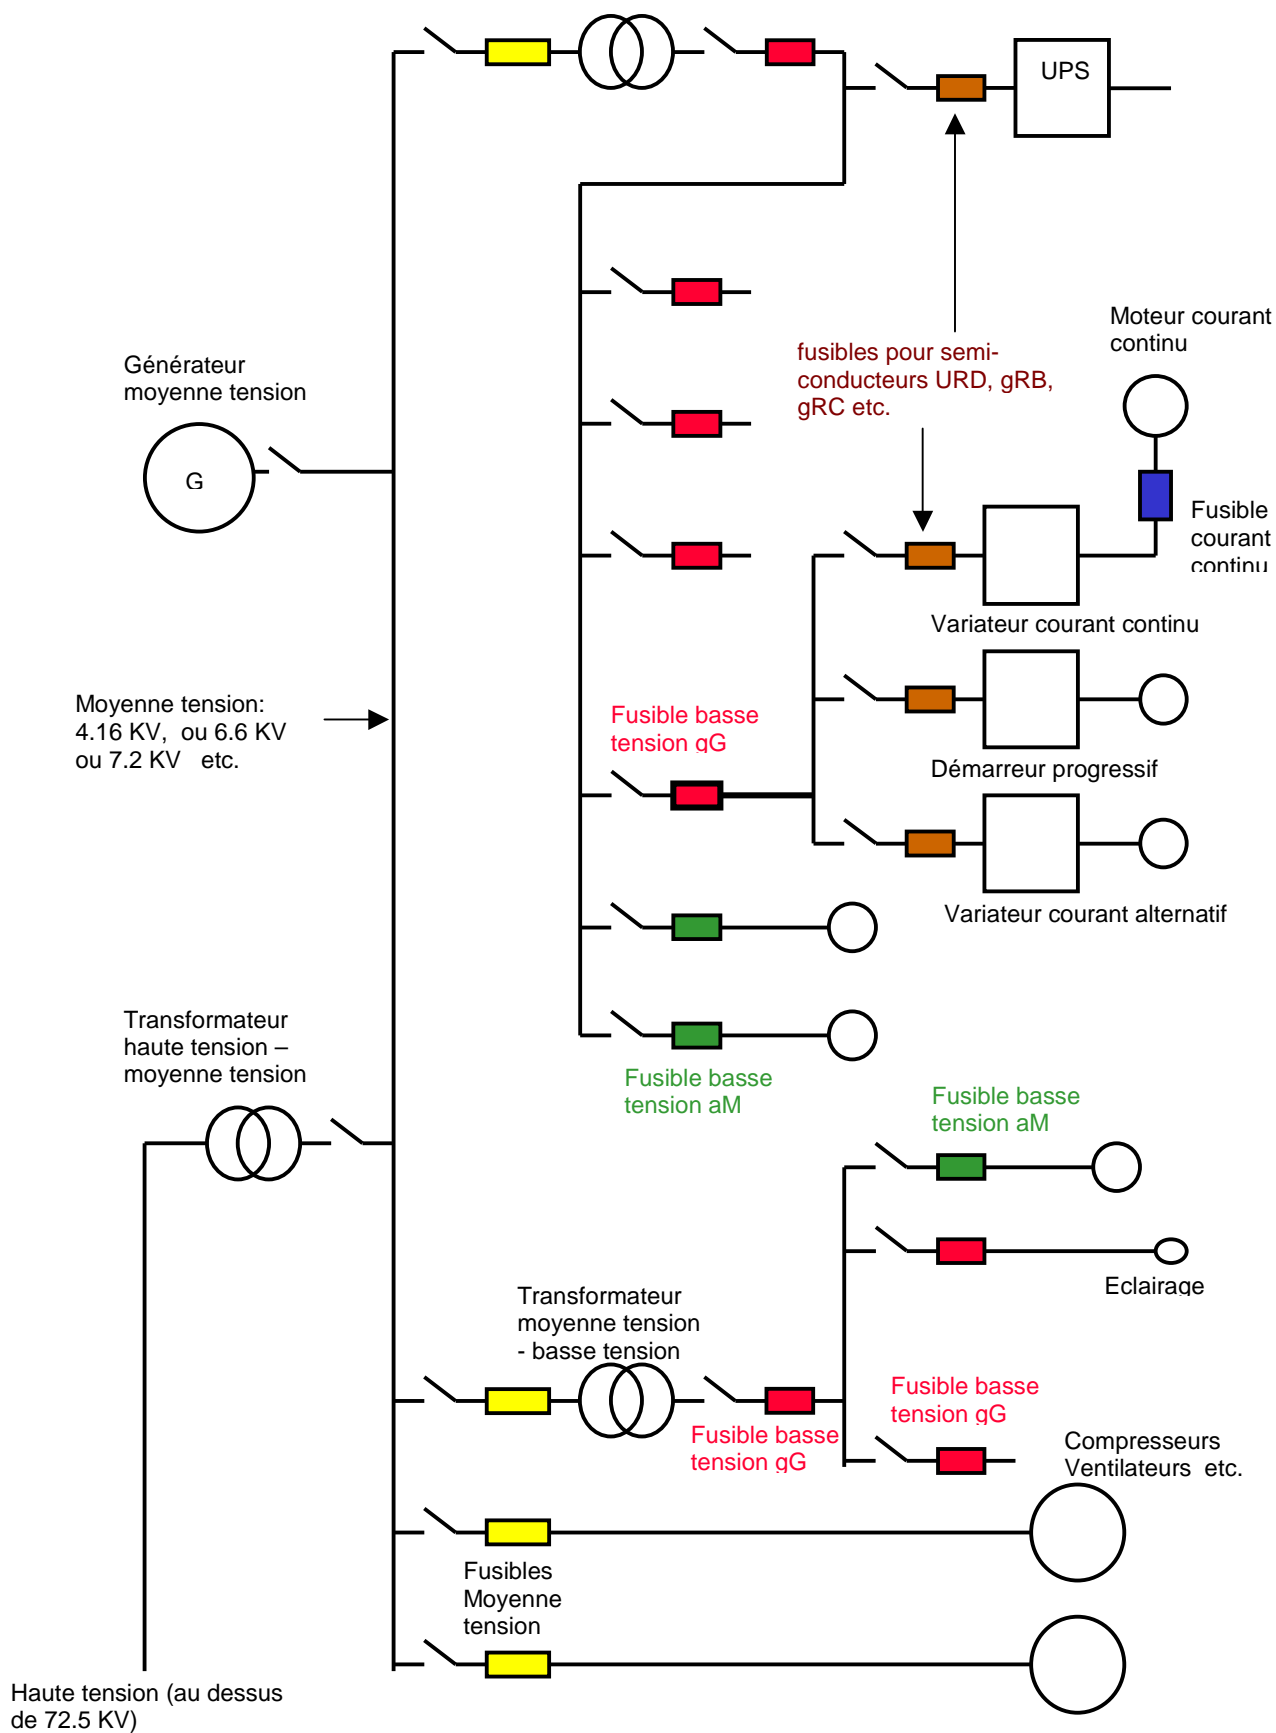 UPS
Moteur courant
continu
fusibles pour semi-
conducteurs URD, gRB,
gRC etc.
Générateur
moyenne tension
G
Fusible
courant
continu
Variateur courant continu
Moyenne tension:
4.16 KV, ou 6.6 KV
ou 7.2 KV etc.
Fusible basse
tension gG
Démarreur progressif
Variateur courant alternatif
Transformateur
haute tension –
moyenne tension
Fusible basse
tension aM
Fusible basse
tension aM
Eclairage
Transformateur
moyenne tension
- basse tension
Fusible basse
tension gG
Fusible basse
tension gG
Compresseurs
Ventilateurs etc.
Fusibles
Moyenne
tension
Haute tension (au dessus
de 72.5 KV)